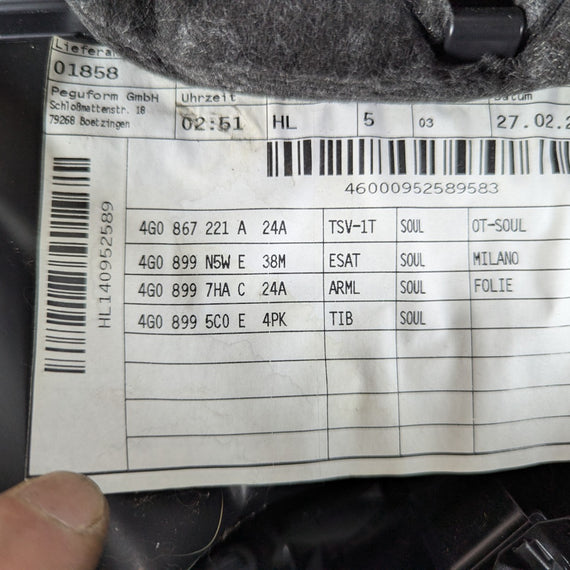 Lieferan
01858
Peguform GmbH
Schloßmattenstr. 18
79268 Boetzingen
Uhrzeit
02:51
HL
5
03
Datum
27.02.2
46000952589583
HL140952589
4G0 867 221 A 24A TSV-1T SOUL OT-SOUL
4G0 899 N5W E 38M ESAT SOUL MILANO
4G0 899 7HA C 24A ARML SOUL FOLIE
4G0 899 5C0 E 4PK TIB SOUL